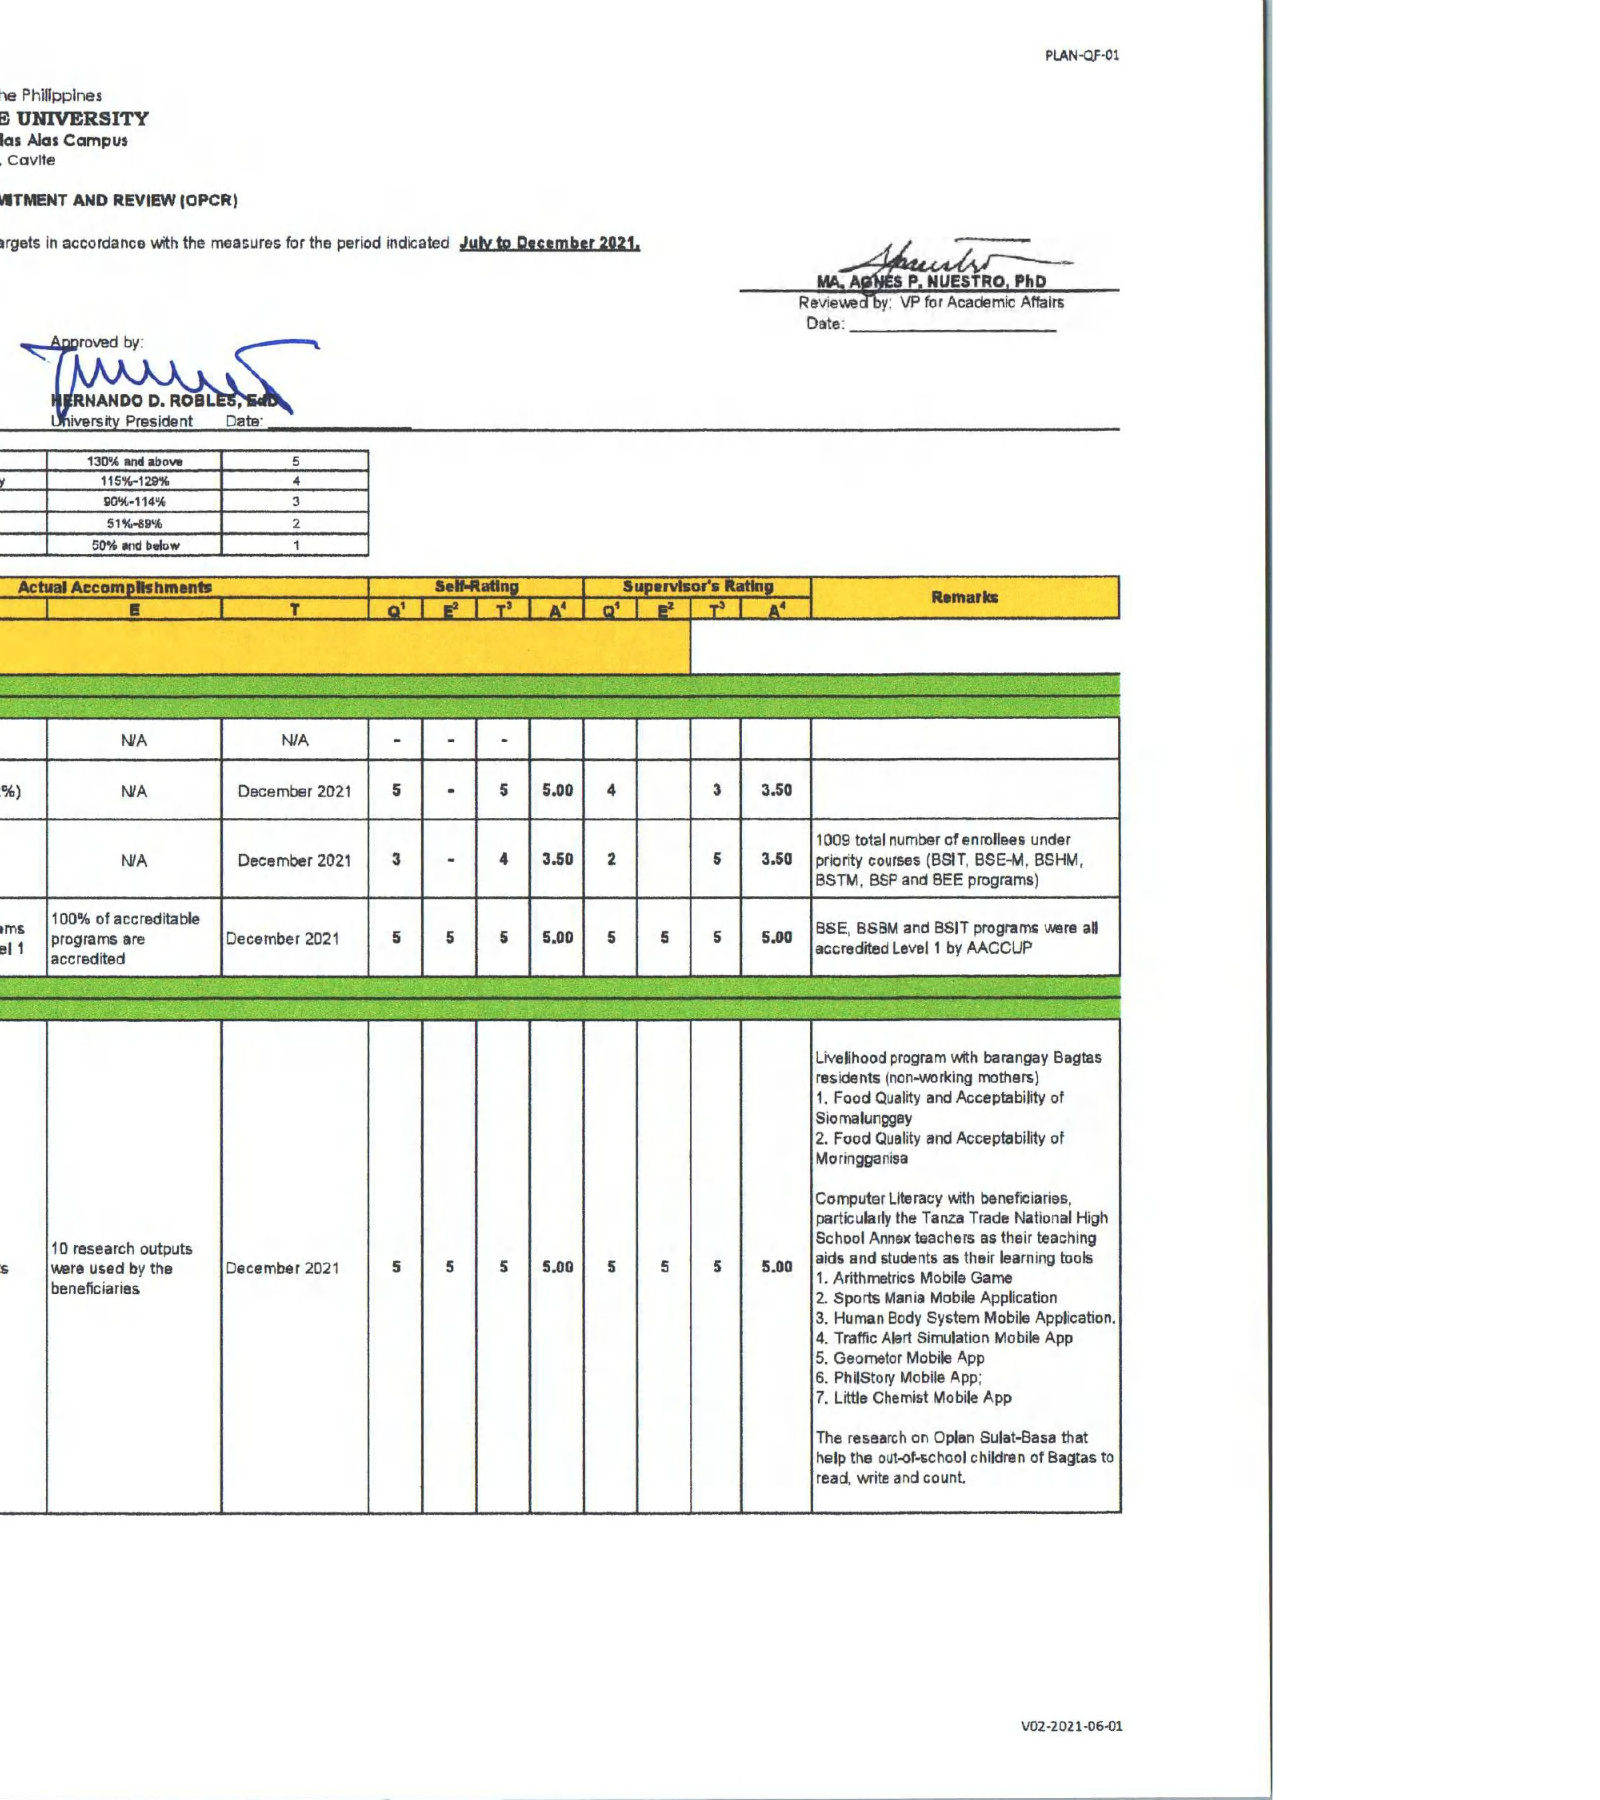 PLAN-QF-01
he Philippines
E UNIVERSITY
las Alas Campus
, Cavite
MITMENT AND REVIEW (OPCR)
argets in accordance with the measures for the period indicated July to December 2021.
MA. AGNES P. NUESTRO, PhD
Reviewed by: VP for Academic Affairs
Date:
Approved by:
HERNANDO D. ROBLES, EdD
University President Date:
130% and above 5
y 115%-129% 4
90%-114% 3
51%-89% 2
50% and below 1
Actual Accomplishments Self-Rating Supervisor's Rating Remarks
E T Q¹ E² T³ A⁴ Q¹ E² T³ A⁴
N/A N/A - - -
%) N/A December 2021 5 - 5 5.00 4 3 3.50
N/A December 2021 3 - 4 3.50 2 5 3.50
1009 total number of enrollees under
priority courses (BSIT, BSE-M, BSHM,
BSTM, BSP and BEE programs)
ams
el 1
100% of accreditable
programs are
accredited
December 2021 5 5 5 5.00 5 5 5 5.00
BSE, BSBM and BSIT programs were all
accredited Level 1 by AACCUP
s
10 research outputs
were used by the
beneficiaries
December 2021 5 5 5 5.00 5 5 5 5.00
Livelihood program with barangay Bagtas
residents (non-working mothers)
1. Food Quality and Acceptability of
Siomalunggay
2. Food Quality and Acceptability of
Moringganisa
Computer Literacy with beneficiaries,
particularly the Tanza Trade National High
School Annex teachers as their teaching
aids and students as their learning tools
1. Arithmetrics Mobile Game
2. Sports Mania Mobile Application
3. Human Body System Mobile Application.
4. Traffic Alert Simulation Mobile App
5. Geometor Mobile App
6. PhilStory Mobile App;
7. Little Chemist Mobile App
The research on Oplan Sulat-Basa that
help the out-of-school children of Bagtas to
read, write and count.
V02-2021-06-01